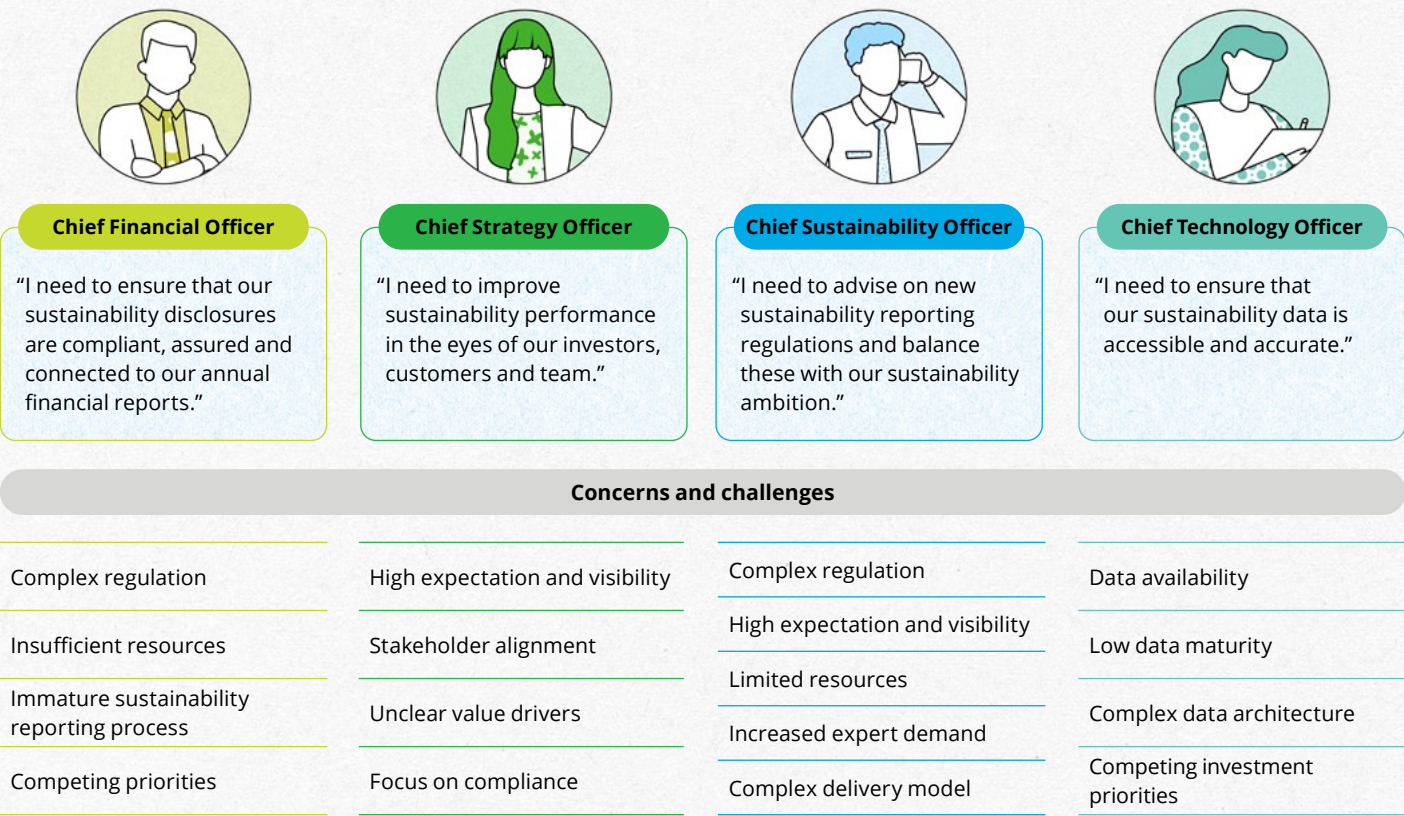 Chief Financial Officer
“I need to ensure that our
sustainability disclosures
are compliant, assured and
connected to our annual
financial reports.”
Chief Strategy Officer
“I need to improve
sustainability performance
in the eyes of our investors,
customers and team.”
Chief Sustainability Officer
“I need to advise on new
sustainability reporting
regulations and balance
these with our sustainability
ambition.”
Chief Technology Officer
“I need to ensure that
our sustainability data is
accessible and accurate.”
Concerns and challenges
Complex regulation
Insufficient resources
Immature sustainability
reporting process
Competing priorities
High expectation and visibility
Stakeholder alignment
Unclear value drivers
Focus on compliance
Complex regulation
High expectation and visibility
Limited resources
Increased expert demand
Complex delivery model
Data availability
Low data maturity
Complex data architecture
Competing investment
priorities